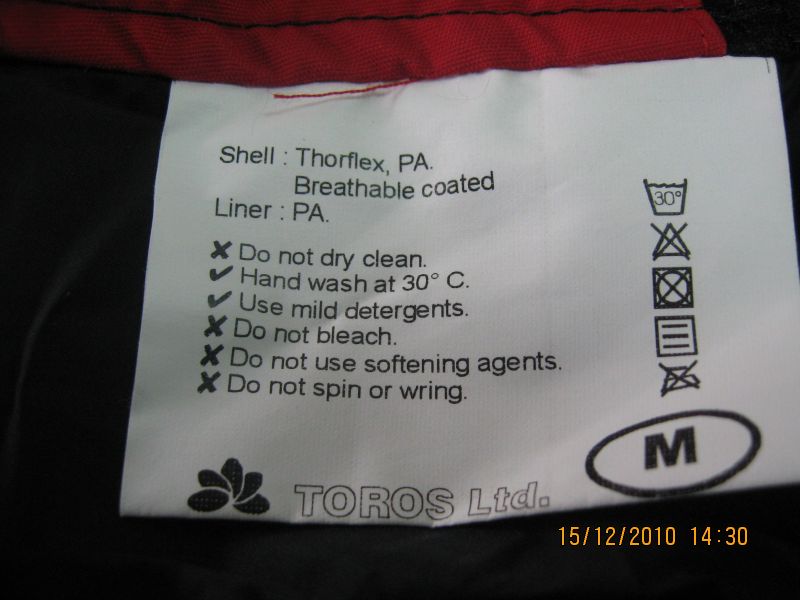 Shell : Thorflex, PA.
Breathable coated
Liner : PA.
✘ Do not dry clean.
✔ Hand wash at 30° C.
✔ Use mild detergents.
✘ Do not bleach.
✘ Do not use softening agents.
✘ Do not spin or wring.
30°
M
TOROS Ltd.
15/12/2010 14:30